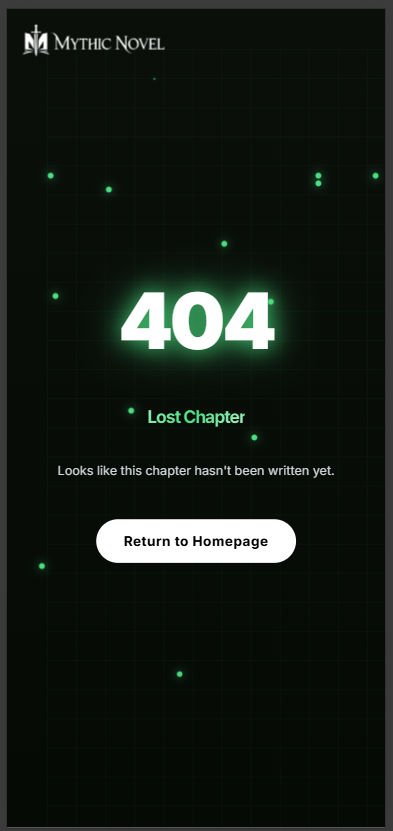 MYTHIC NOVEL
404
Lost Chapter
Looks like this chapter hasn't been written yet.
Return to Homepage